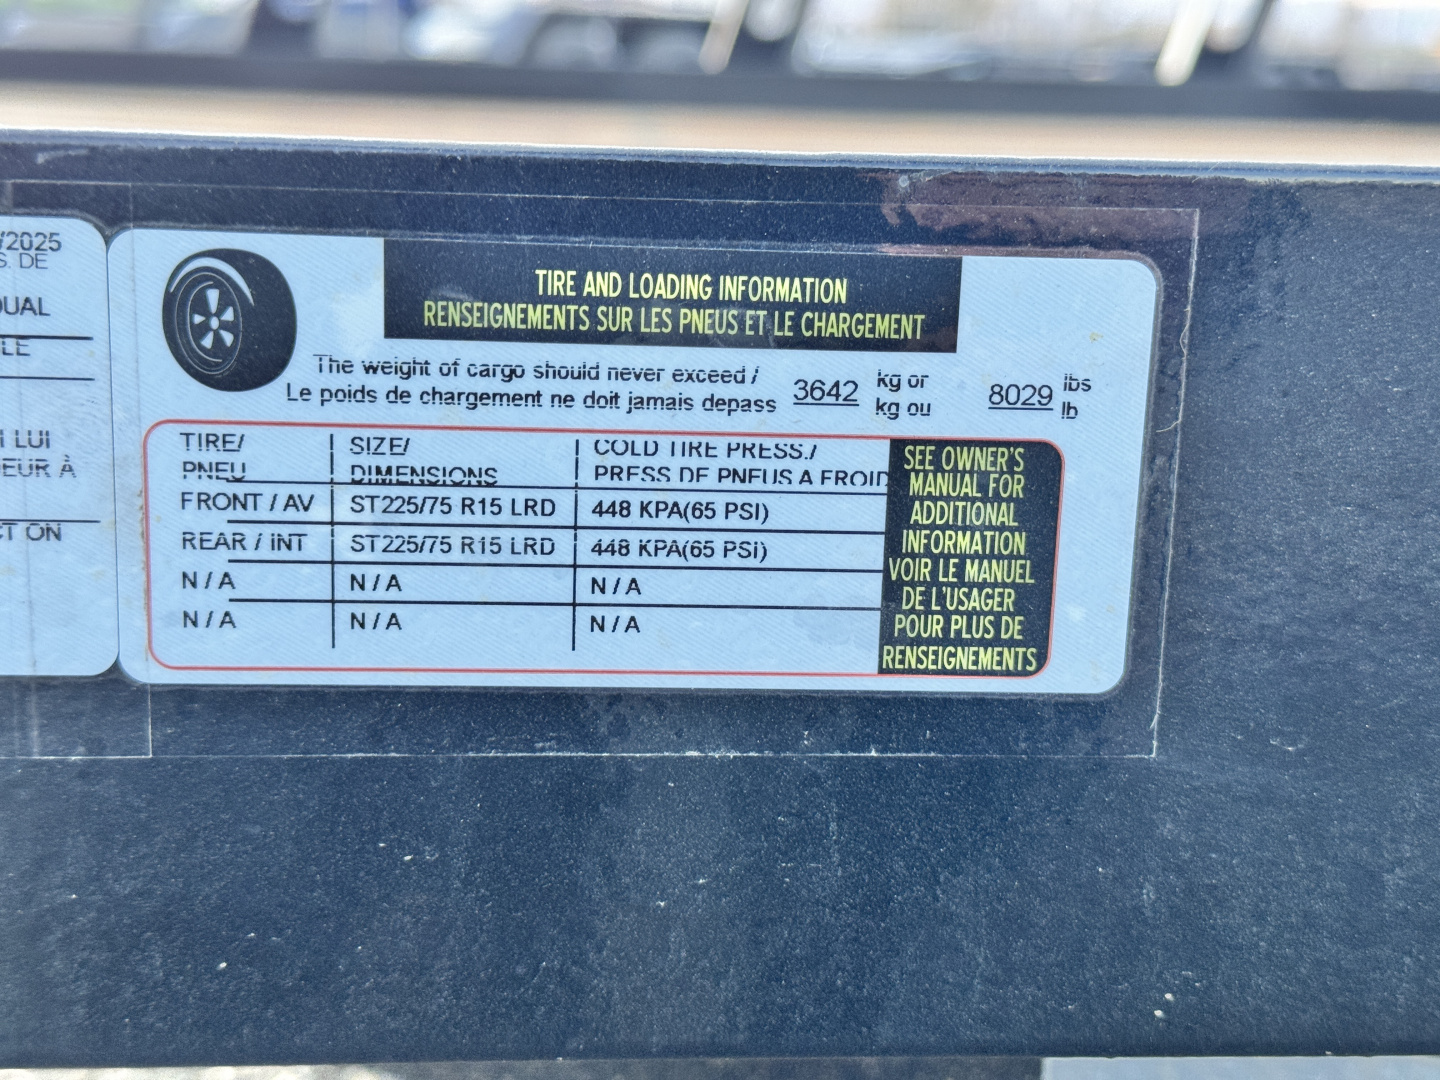 /2025
S. DE
DUAL
LE
I LUI
EUR À
CT ON
TIRE AND LOADING INFORMATION
RENSEIGNEMENTS SUR LES PNEUS ET LE CHARGEMENT
The weight of cargo should never exceed / 3642 kg or 8029 lbs
Le poids de chargement ne doit jamais depass kg ou lb
TIRE/ SIZE/ COLD TIRE PRESS./
PNEU DIMENSIONS PRESS DE PNEUS A FROID
FRONT / AV ST225/75 R15 LRD 448 KPA(65 PSI)
REAR / INT ST225/75 R15 LRD 448 KPA(65 PSI)
N / A N / A N / A
N / A N / A N / A
SEE OWNER'S
MANUAL FOR
ADDITIONAL
INFORMATION
VOIR LE MANUEL
DE L'USAGER
POUR PLUS DE
RENSEIGNEMENTS